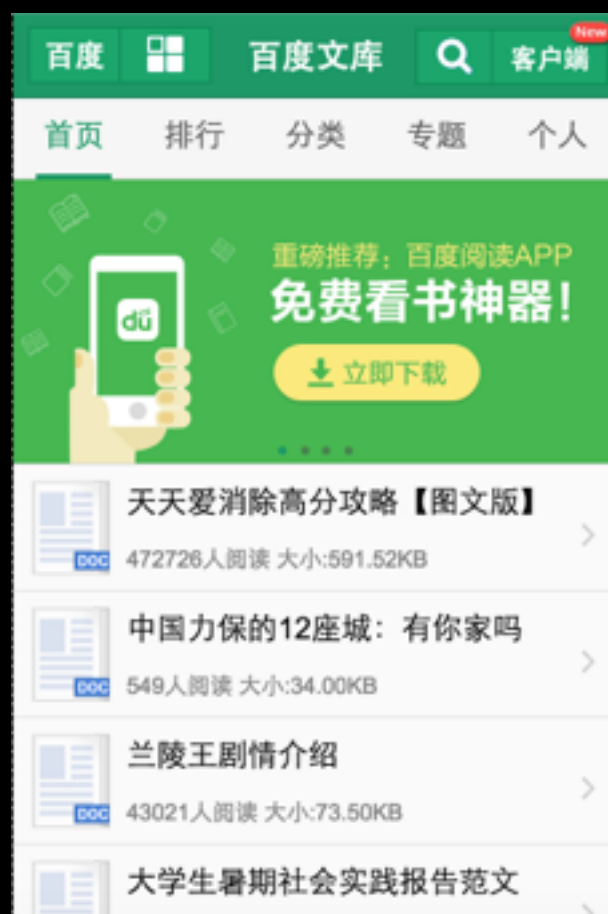 百度 百度文库 客户端 New
首页 排行 分类 专题 个人
重磅推荐：百度阅读APP
免费看书神器！
du
立即下载
天天爱消除高分攻略【图文版】
DOC
472726人阅读 大小:591.52KB
中国力保的12座城：有你家吗
DOC
549人阅读 大小:34.00KB
兰陵王剧情介绍
DOC
43021人阅读 大小:73.50KB
大学生暑期社会实践报告范文